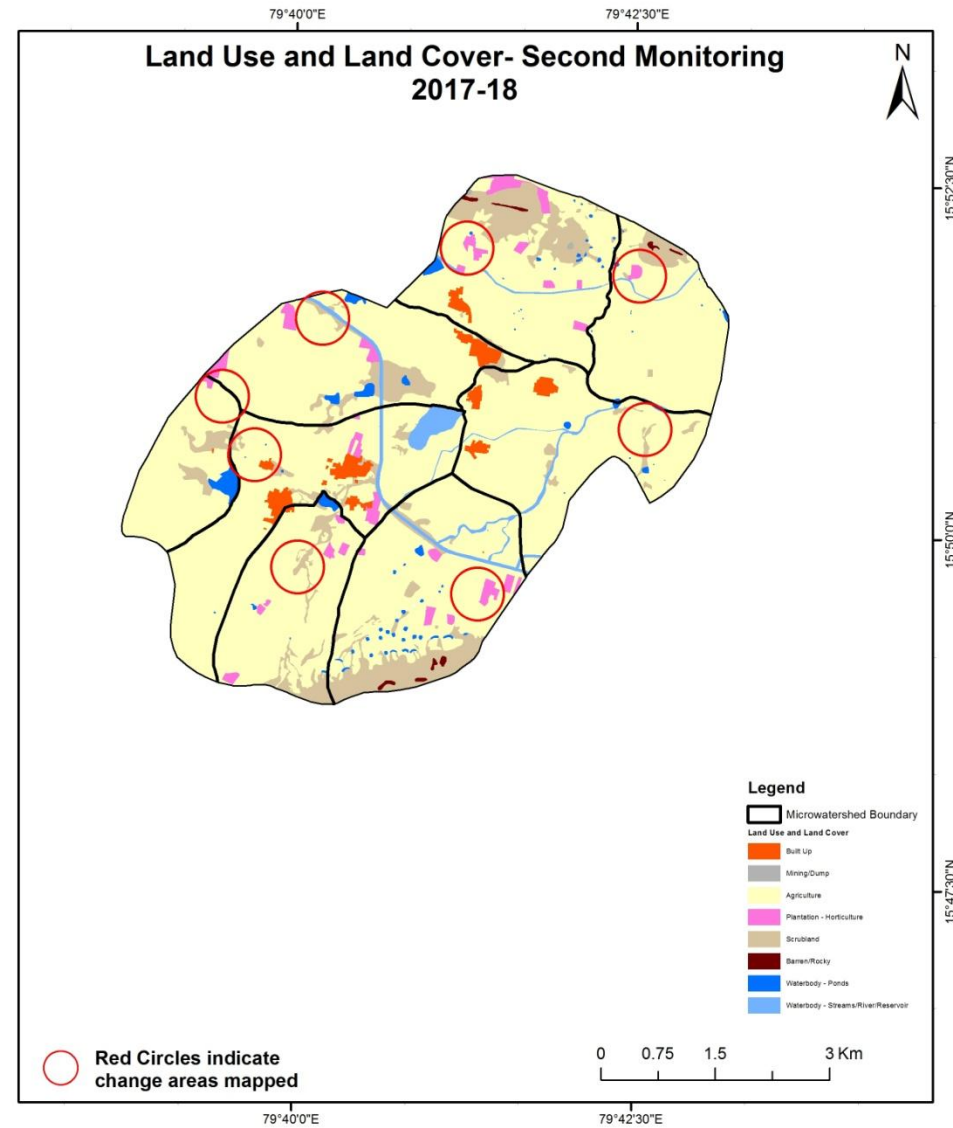 79°40'0"E
79°42'30"E
Land Use and Land Cover- Second Monitoring
2017-18
N
15°52'30"N
15°50'0"N
15°47'30"N
Legend
Microwatershed Boundary
Land Use and Land Cover
Built Up
Mining/Dump
Agriculture
Plantation - Horticulture
Scrubland
Barren/Rocky
Waterbody - Ponds
Waterbody - Streams/River/Reservoir
Red Circles indicate
change areas mapped
0 0.75 1.5 3 Km
79°40'0"E
79°42'30"E